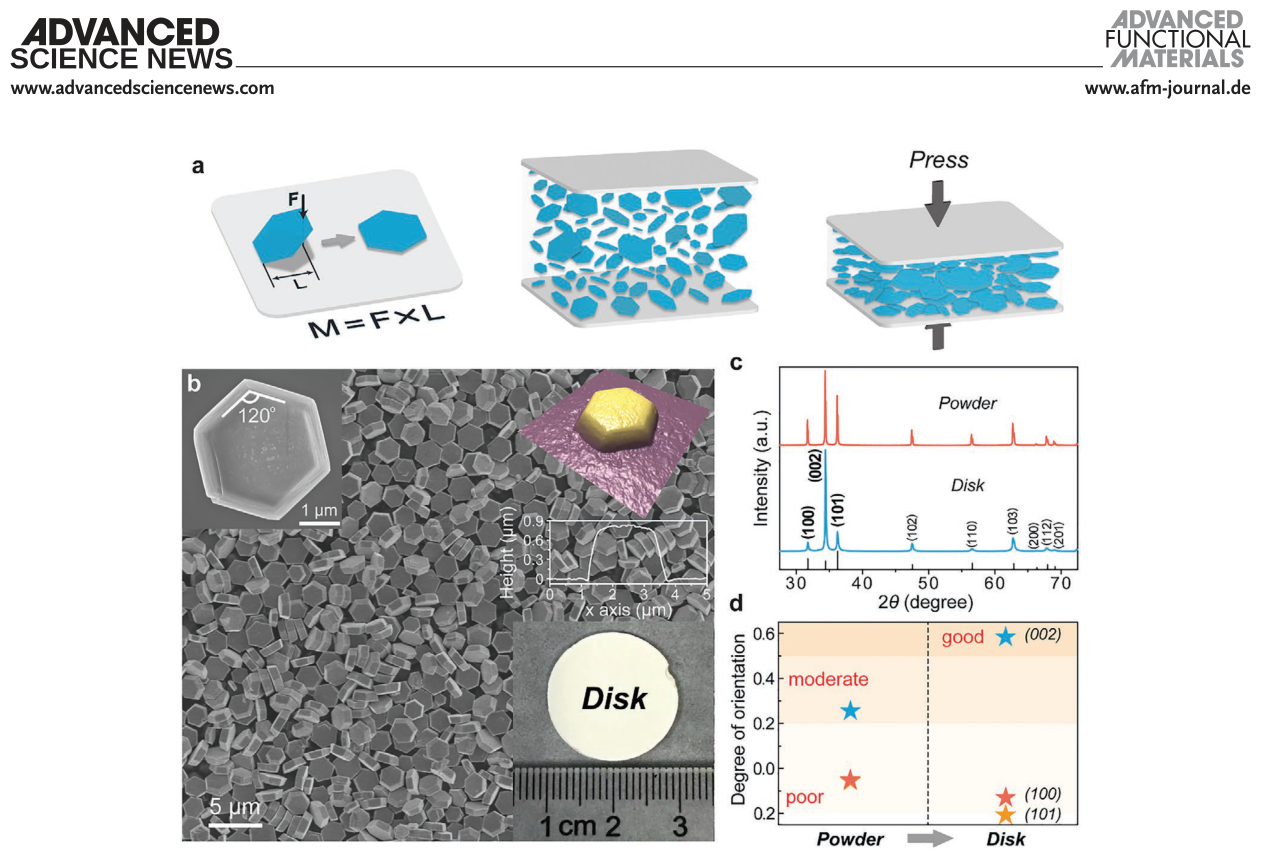 ADVANCED
SCIENCE NEWS
www.advancedsciencenews.com
ADVANCED
FUNCTIONAL
MATERIALS
www.afm-journal.de
a
F
L
M=F×L
Press
b
120°
1 µm
Height (µm)
0.9
0.6
0.3
0
0 1 2 3 4 5
x axis (µm)
Disk
1 cm 2 3
5 µm
c
Intensity (a.u.)
Powder
Disk
(100)
(002)
(101)
(102)
(110)
(103)
(200)
(112)
(201)
30 40 50 60 70
2θ (degree)
d
Degree of orientation
0.6
0.4
0.2
0.0
0.2
good
moderate
poor
(002)
(100)
(101)
Powder
Disk